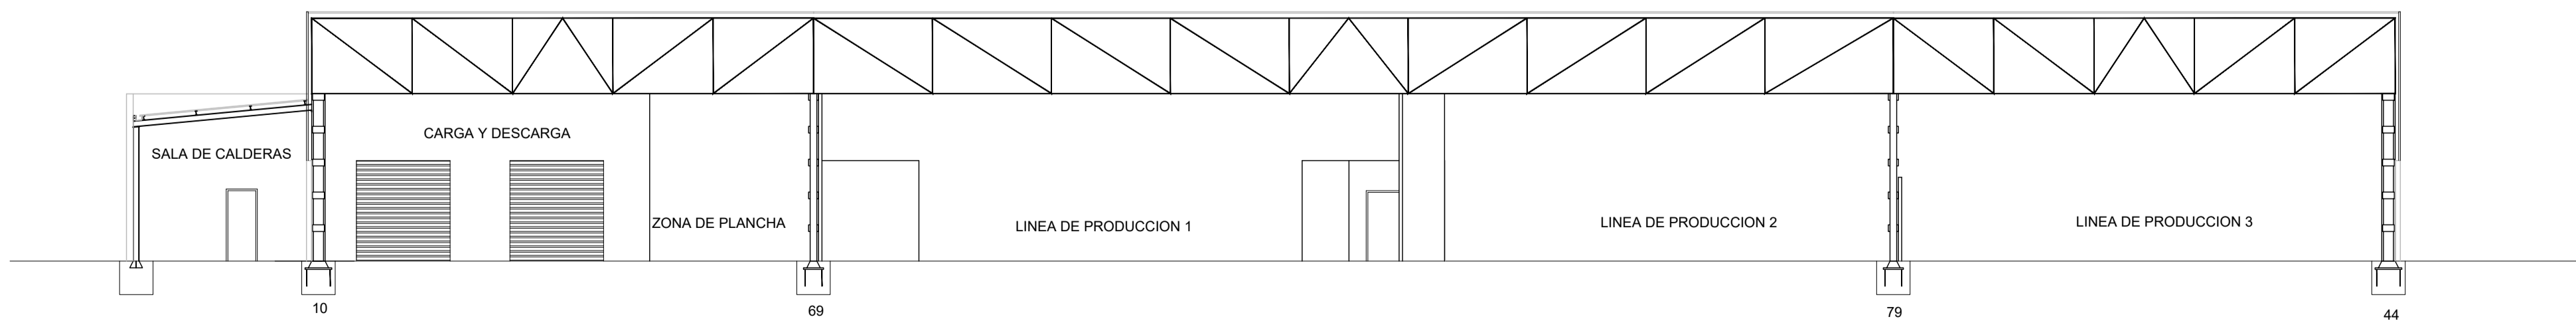 CARGA Y DESCARGA
SALA DE CALDERAS
ZONA DE PLANCHA
LINEA DE PRODUCCION 1
LINEA DE PRODUCCION 2
LINEA DE PRODUCCION 3
10
69
79
44